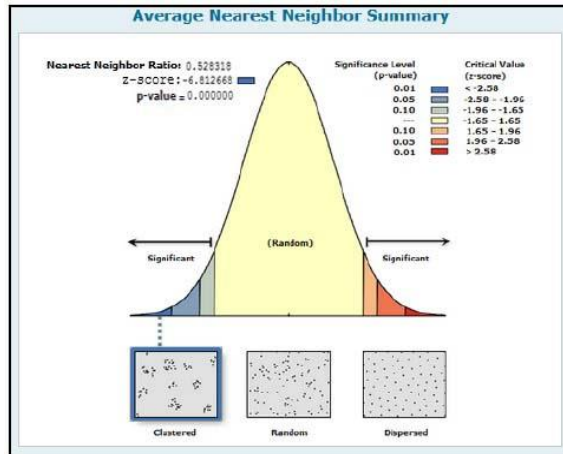 Average Nearest Neighbor Summary
Nearest Neighbor Ratio: 0.528318
z-score: -6.812668
p-value = 0.000000
Significance Level (p-value)
Critical Value (z-score)
0.01 < -2.58
0.05 -2.58 - -1.96
0.10 -1.96 - -1.65
--- -1.65 - 1.65
0.10 1.65 - 1.96
0.05 1.96 - 2.58
0.01 > 2.58
(Random)
Significant
Significant
Clustered
Random
Dispersed